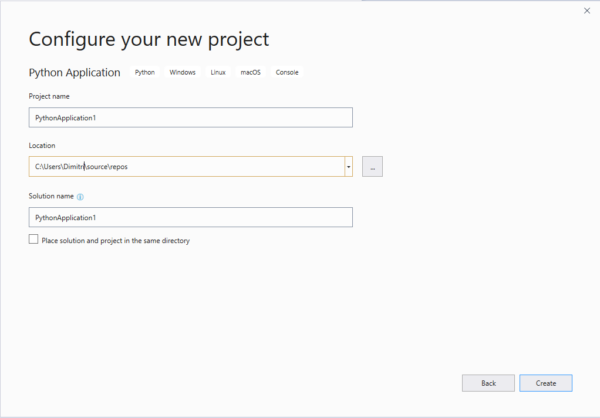 Configure your new project
Python Application Python Windows Linux macOS Console
Project name
PythonApplication1
Location
C:\Users\Dimitri\source\repos
...
Solution name
PythonApplication1
Place solution and project in the same directory
Back Create